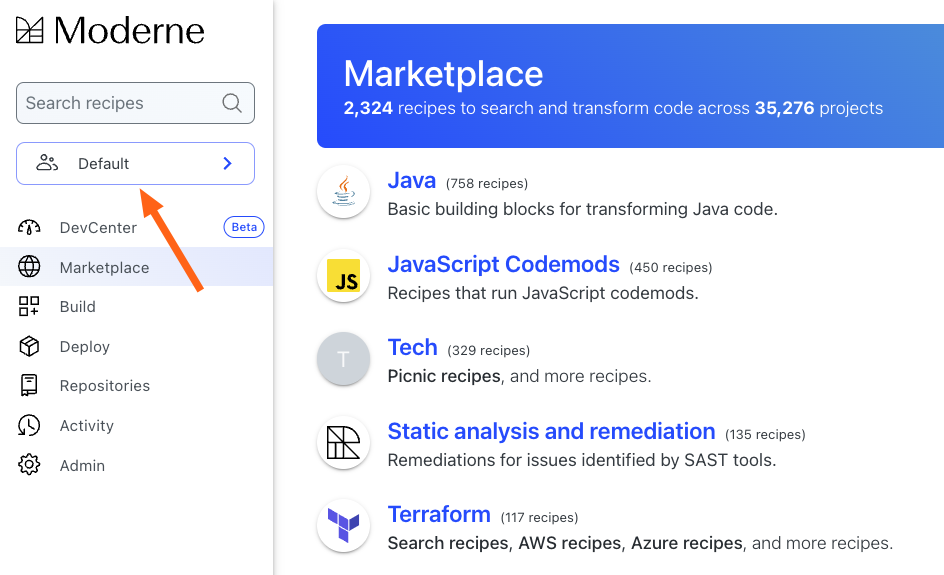 Moderne
Search recipes
Default
DevCenter Beta
Marketplace
Build
Deploy
Repositories
Activity
Admin
Marketplace
2,324 recipes to search and transform code across 35,276 projects
Java (758 recipes)
Basic building blocks for transforming Java code.
JS
JavaScript Codemods (450 recipes)
Recipes that run JavaScript codemods.
T
Tech (329 recipes)
Picnic recipes, and more recipes.
Static analysis and remediation (135 recipes)
Remediations for issues identified by SAST tools.
Terraform (117 recipes)
Search recipes, AWS recipes, Azure recipes, and more recipes.